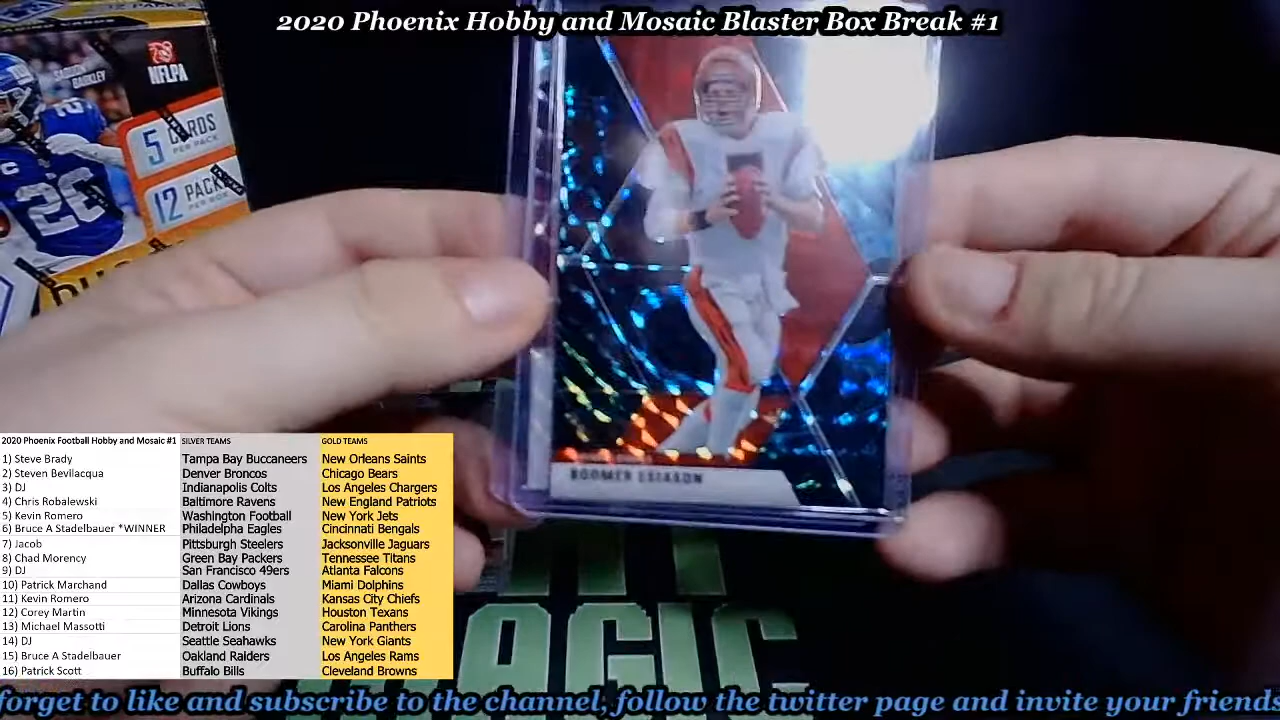 2020 Phoenix Hobby and Mosaic Blaster Box Break #1
SAQUON
BARKLEY
NFLPA
5 CARDS
PER PACK
12 PACKS
PER BOX
26
BOOMER ESIASON
2020 Phoenix Football Hobby and Mosaic #1 SILVER TEAMS GOLD TEAMS
1) Steve Brady Tampa Bay Buccaneers New Orleans Saints
2) Steven Bevilacqua Denver Broncos Chicago Bears
3) DJ Indianapolis Colts Los Angeles Chargers
4) Chris Robalewski Baltimore Ravens New England Patriots
5) Kevin Romero Washington Football New York Jets
6) Bruce A Stadelbauer *WINNER Philadelpha Eagles Cincinnati Bengals
7) Jacob Pittsburgh Steelers Jacksonville Jaguars
8) Chad Morency Green Bay Packers Tennessee Titans
9) DJ San Francisco 49ers Atlanta Falcons
10) Patrick Marchand Dallas Cowboys Miami Dolphins
11) Kevin Romero Arizona Cardinals Kansas City Chiefs
12) Corey Martin Minnesota Vikings Houston Texans
13) Michael Massotti Detroit Lions Carolina Panthers
14) DJ Seattle Seahawks New York Giants
15) Bruce A Stadelbauer Oakland Raiders Los Angeles Rams
16) Patrick Scott Buffalo Bills Cleveland Browns
forget to like and subscribe to the channel, follow the twitter page and invite your friends